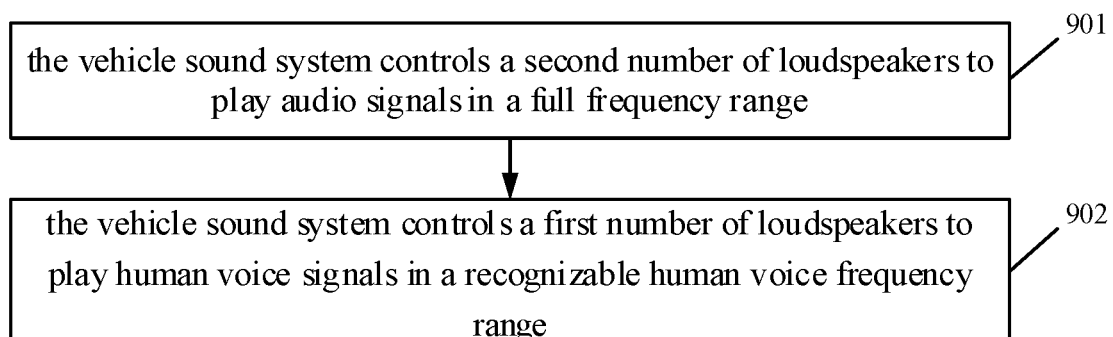 901
the vehicle sound system controls a second number of loudspeakers to
play audio signals in a full frequency range
902
the vehicle sound system controls a first number of loudspeakers to
play human voice signals in a recognizable human voice frequency
range